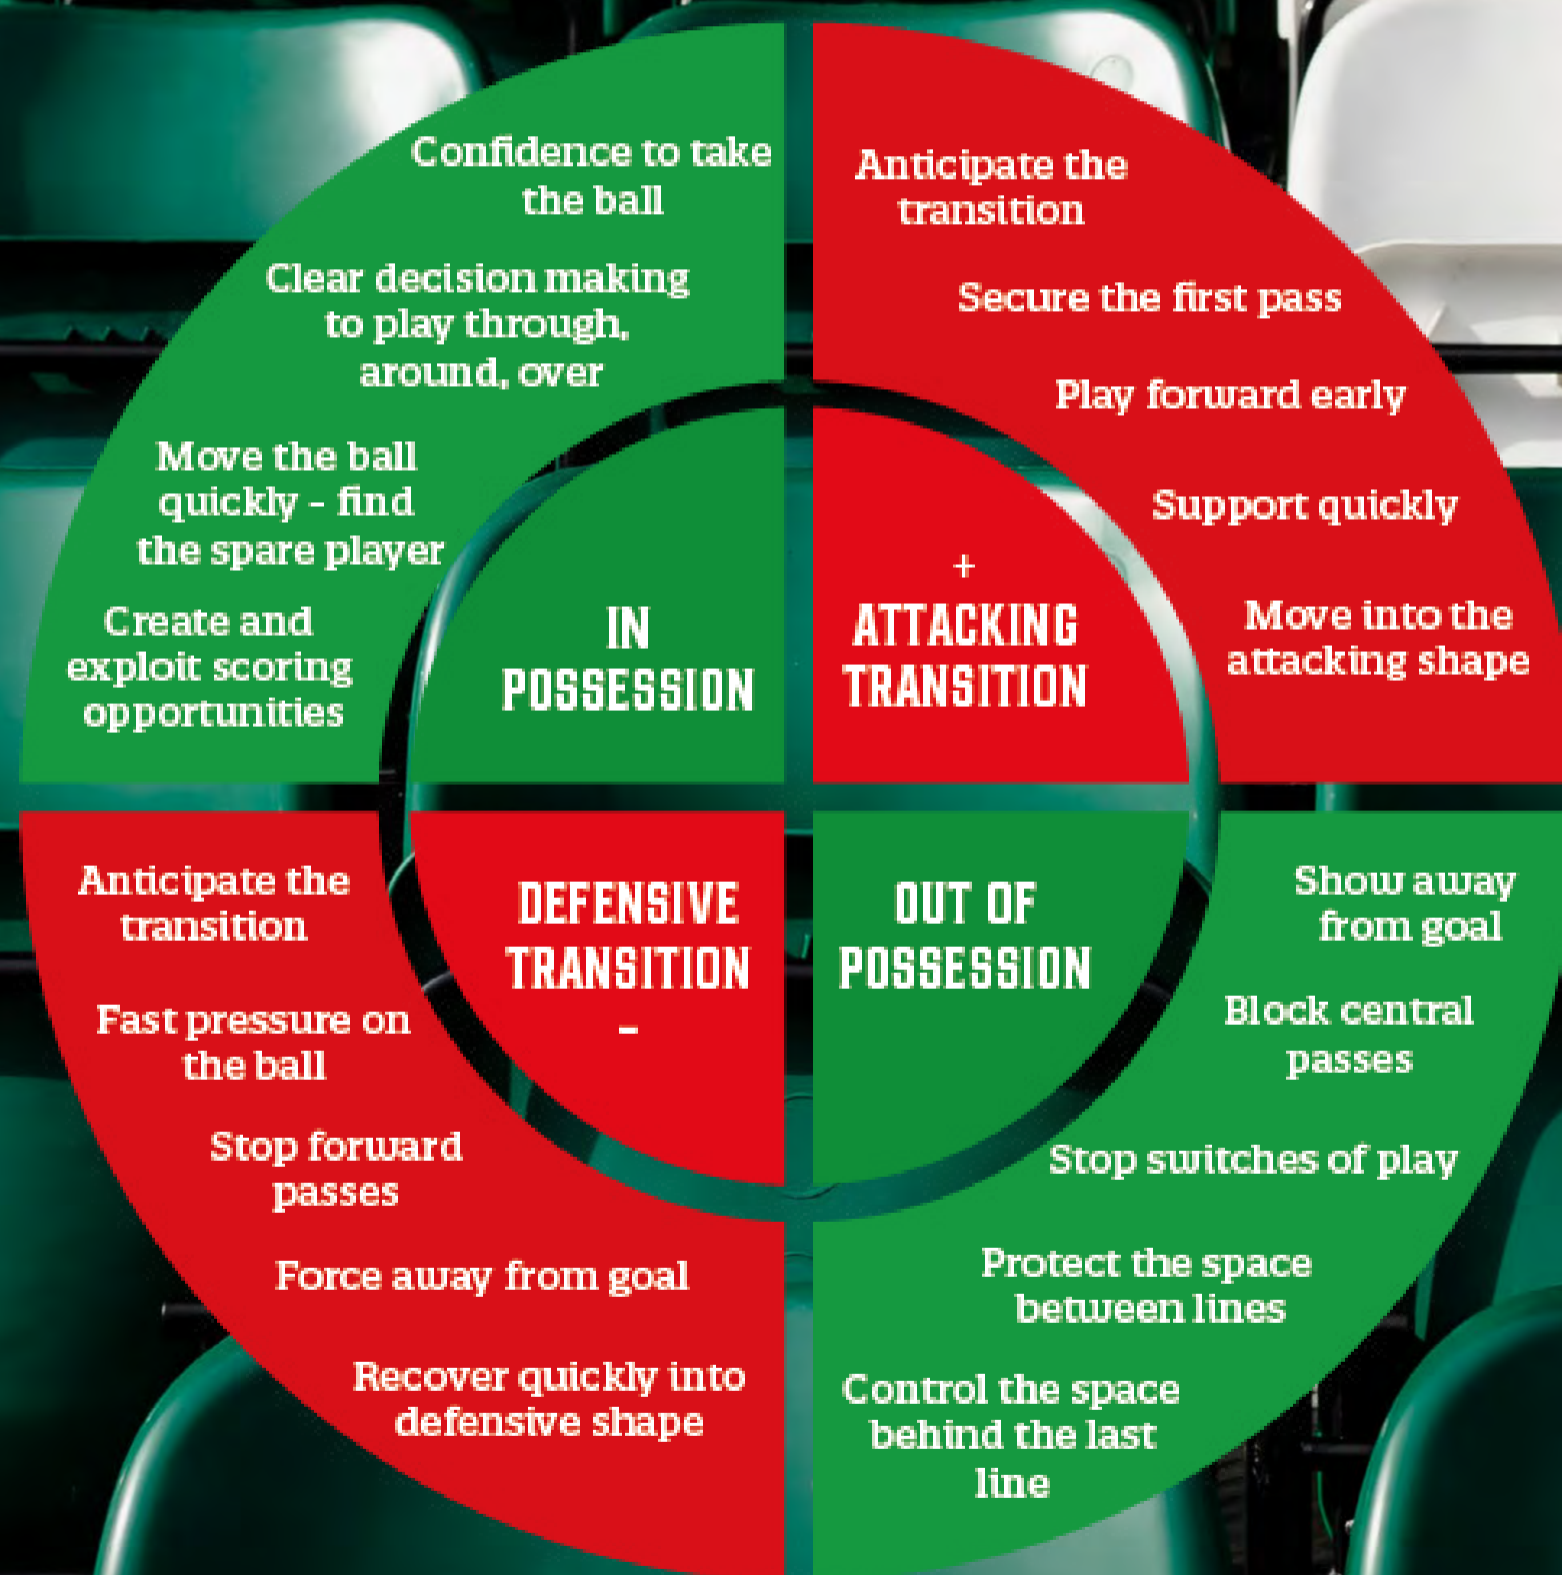 Confidence to take
the ball
Clear decision making
to play through,
around, over
Move the ball
quickly – find
the spare player
Create and
exploit scoring
opportunities
IN
POSSESSION
Anticipate the
transition
Secure the first pass
Play forward early
Support quickly
Move into the
attacking shape
+
ATTACKING
TRANSITION
Anticipate the
transition
Fast pressure on
the ball
Stop forward
passes
Force away from goal
Recover quickly into
defensive shape
DEFENSIVE
TRANSITION
–
OUT OF
POSSESSION
Show away
from goal
Block central
passes
Stop switches of play
Protect the space
between lines
Control the space
behind the last
line